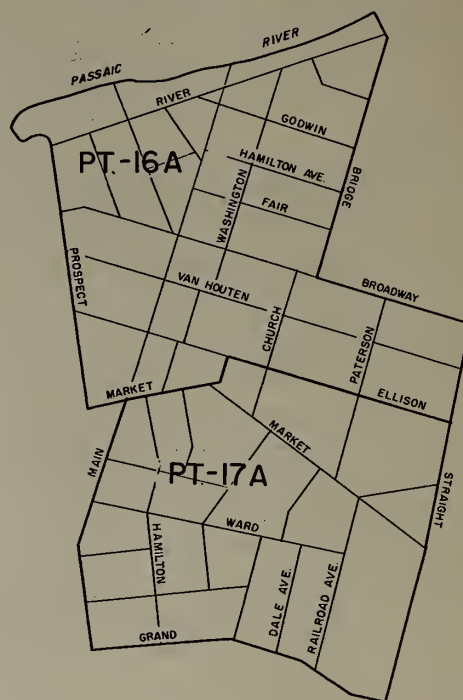 RIVER
PASSAIC
RIVER
GODWIN
PT.-16A
HAMILTON AVE.
BRIDGE
FAIR
WASHINGTON
PROSPECT
VAN HOUTEN
BROADWAY
CHURCH
PATERSON
MARKET
ELLISON
MARKET
MAIN
PT.-17A
STRAIGHT
WARD
HAMILTON
DALE AVE.
RAILROAD AVE.
GRAND